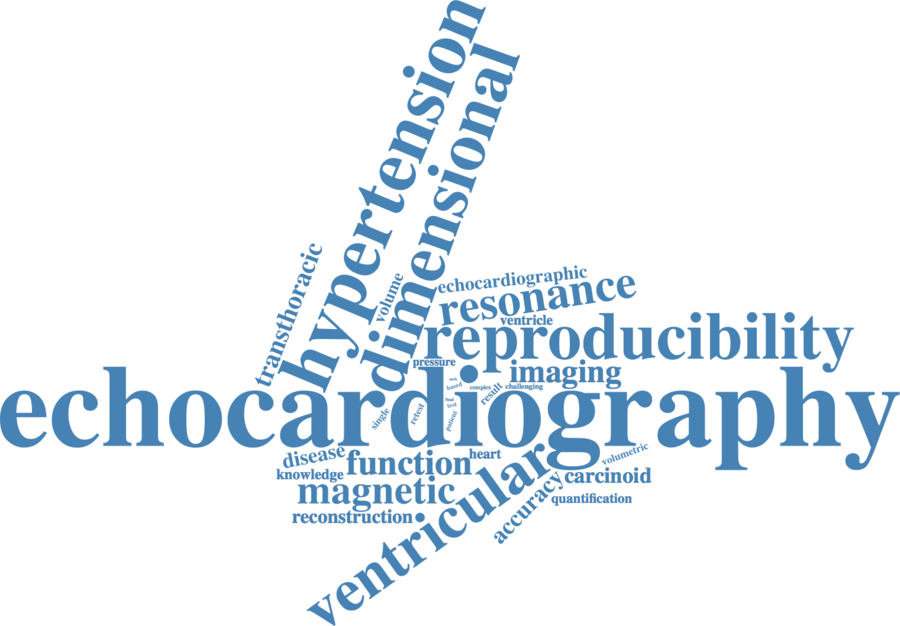 hypertension
dimensional
transthoracic
volume
echocardiographic
resonance
ventricle
reproducibility
pressure
imaging
based
complex
challenging
result
echocardiography
single
retest
patient
disease
function
heart
volumetric
knowledge
carcinoid
magnetic
accuracy
quantification
reconstruction
ventricular